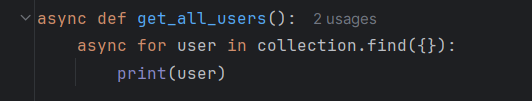 async def get_all_users():  2 usages
    async for user in collection.find({}):
        print(user)